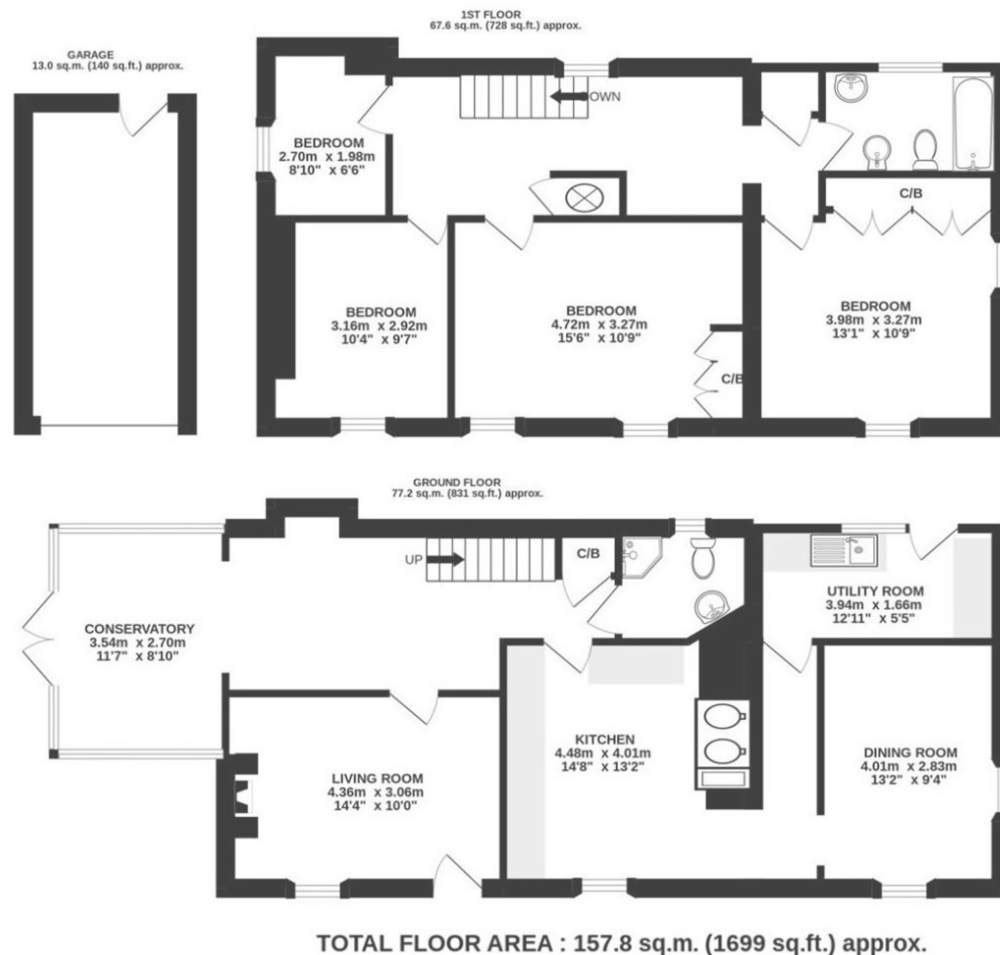 1ST FLOOR
67.6 sq.m. (728 sq.ft.) approx.
GARAGE
13.0 sq.m. (140 sq.ft.) approx.
DOWN
BEDROOM
2.70m x 1.98m
8'10" x 6'6"
C/B
BEDROOM
3.16m x 2.92m
10'4" x 9'7"
BEDROOM
4.72m x 3.27m
15'6" x 10'9"
C/B
BEDROOM
3.98m x 3.27m
13'1" x 10'9"
GROUND FLOOR
77.2 sq.m. (831 sq.ft.) approx.
UP
C/B
CONSERVATORY
3.54m x 2.70m
11'7" x 8'10"
UTILITY ROOM
3.94m x 1.66m
12'11" x 5'5"
LIVING ROOM
4.36m x 3.06m
14'4" x 10'0"
KITCHEN
4.48m x 4.01m
14'8" x 13'2"
DINING ROOM
4.01m x 2.83m
13'2" x 9'4"
TOTAL FLOOR AREA : 157.8 sq.m. (1699 sq.ft.) approx.